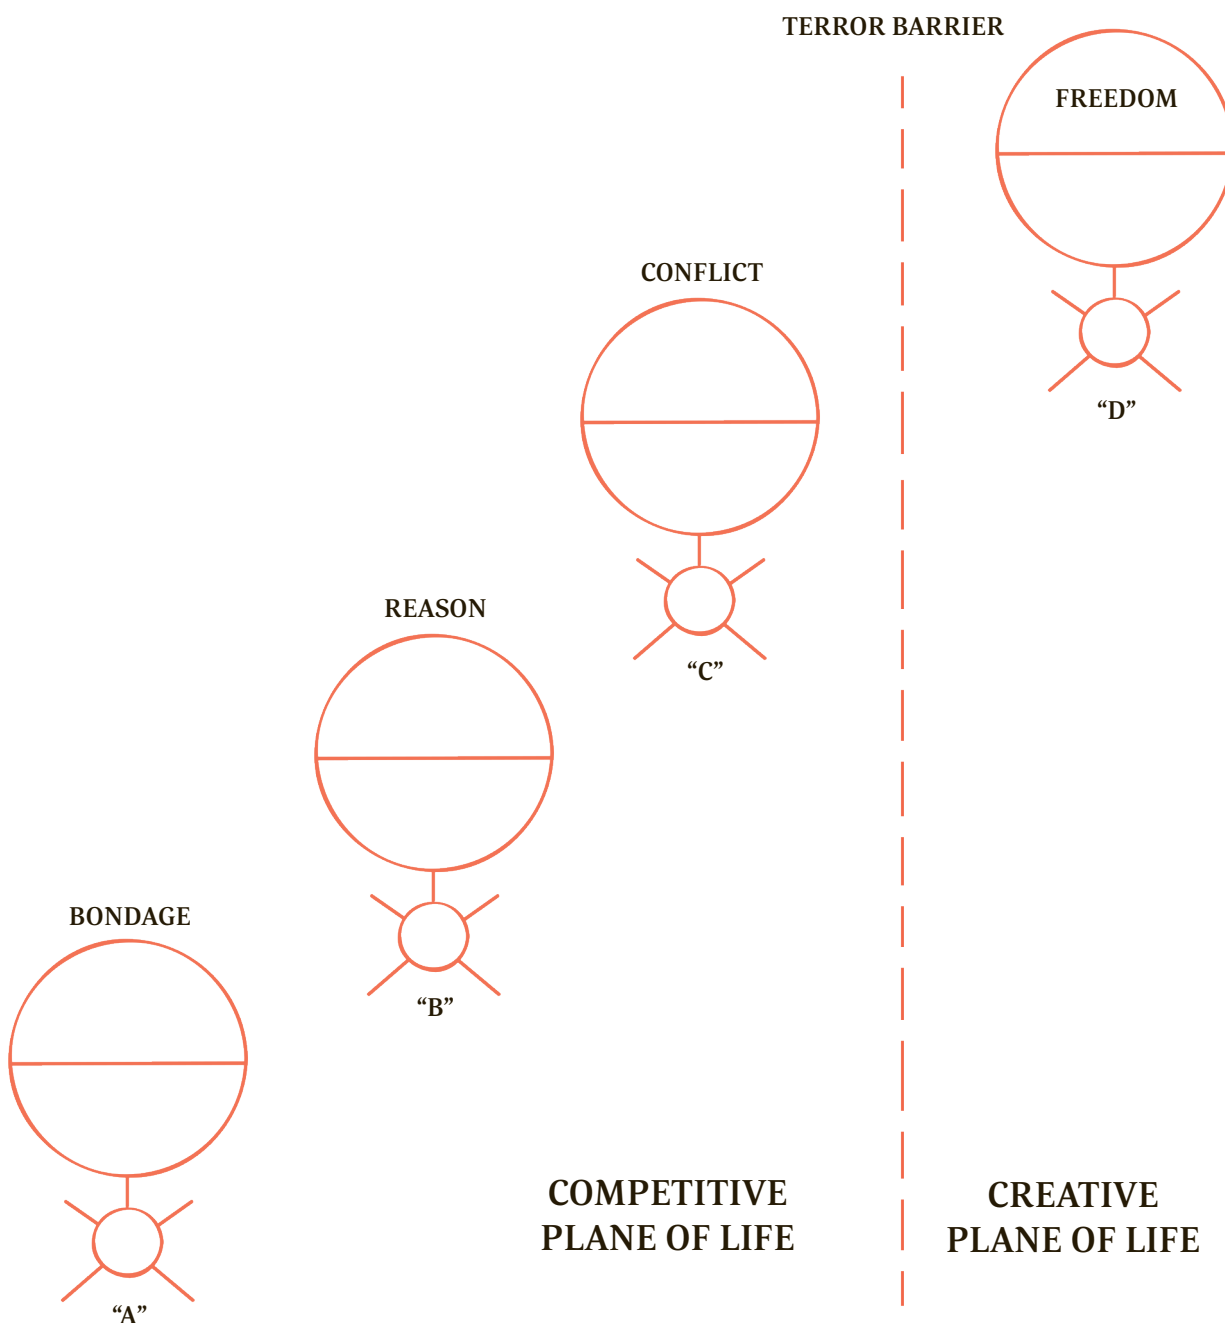 TERROR BARRIER
FREEDOM
CONFLICT
“D”
REASON
“C”
BONDAGE
“B”
COMPETITIVE
PLANE OF LIFE
CREATIVE
PLANE OF LIFE
“A”